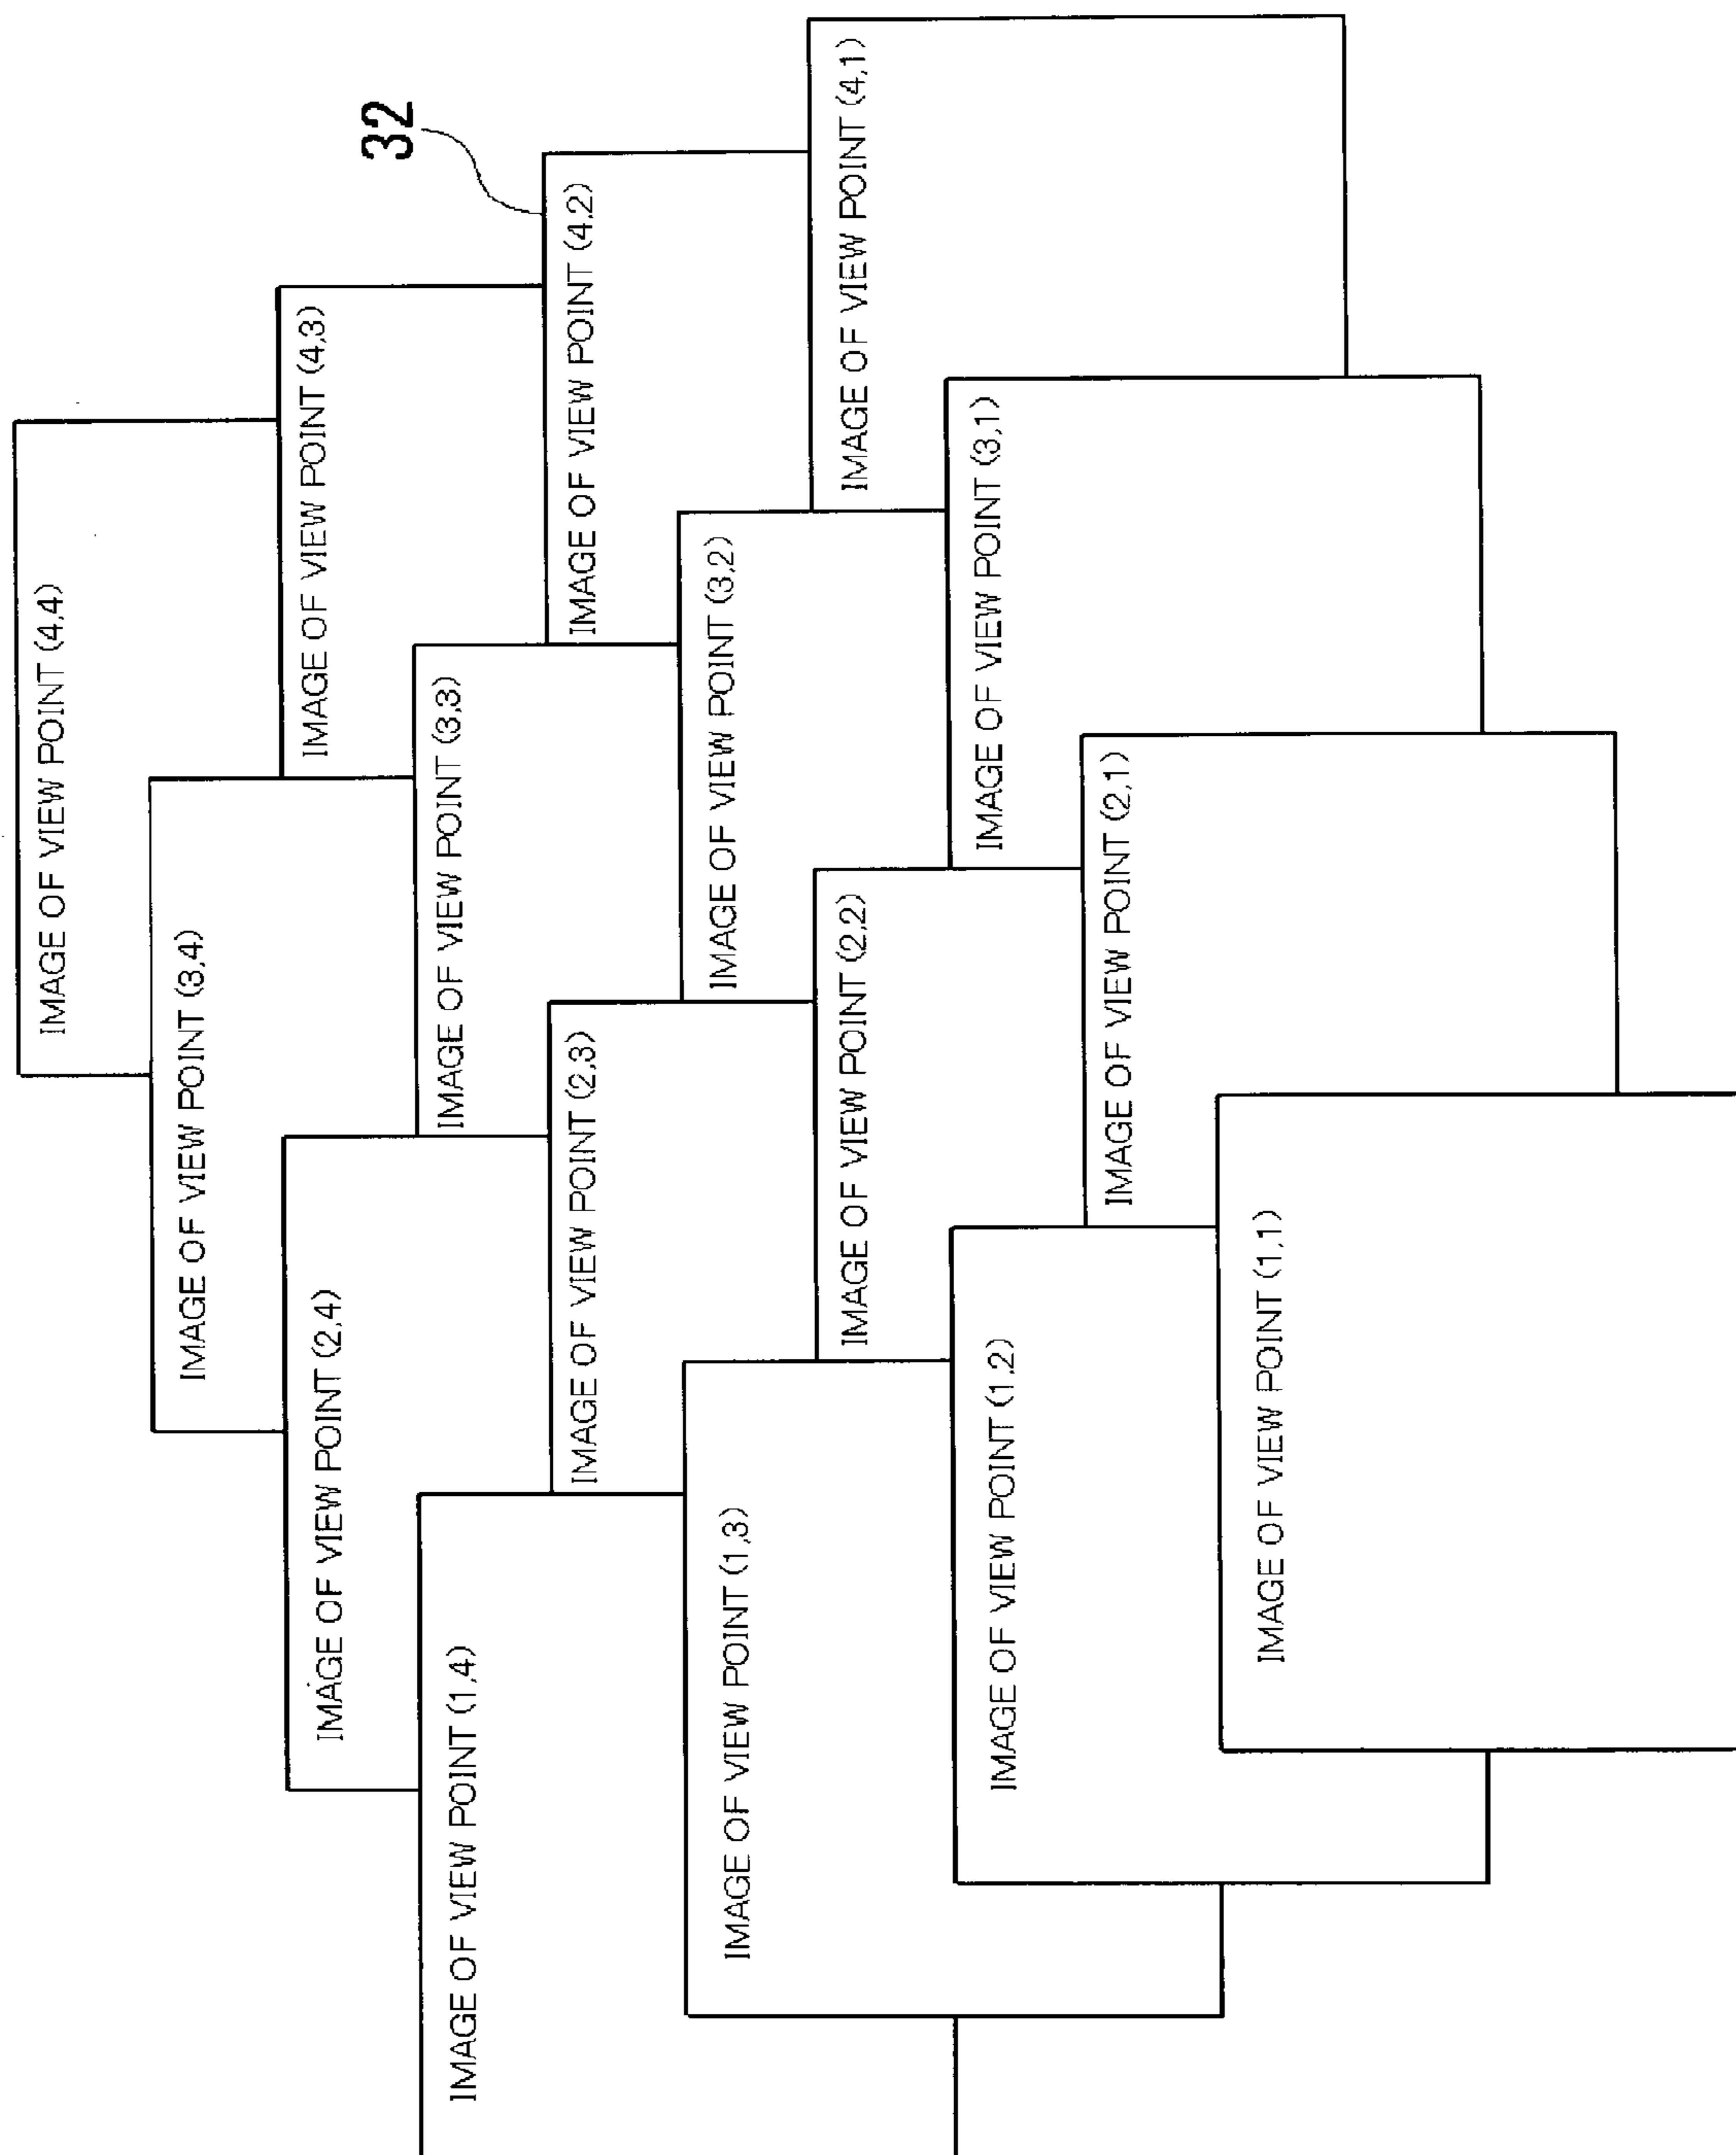 IMAGE OF VIEW POINT (4,4)
IMAGE OF VIEW POINT (3,4)
IMAGE OF VIEW POINT (2,4)
IMAGE OF VIEW POINT (4,3)
32
IMAGE OF VIEW POINT (1,4)
IMAGE OF VIEW POINT (3,3)
IMAGE OF VIEW POINT (2,3)
IMAGE OF VIEW POINT (4,2)
IMAGE OF VIEW POINT (1,3)
IMAGE OF VIEW POINT (3,2)
IMAGE OF VIEW POINT (2,2)
IMAGE OF VIEW POINT (4,1)
IMAGE OF VIEW POINT (1,2)
IMAGE OF VIEW POINT (3,1)
IMAGE OF VIEW POINT (2,1)
IMAGE OF VIEW POINT (1,1)